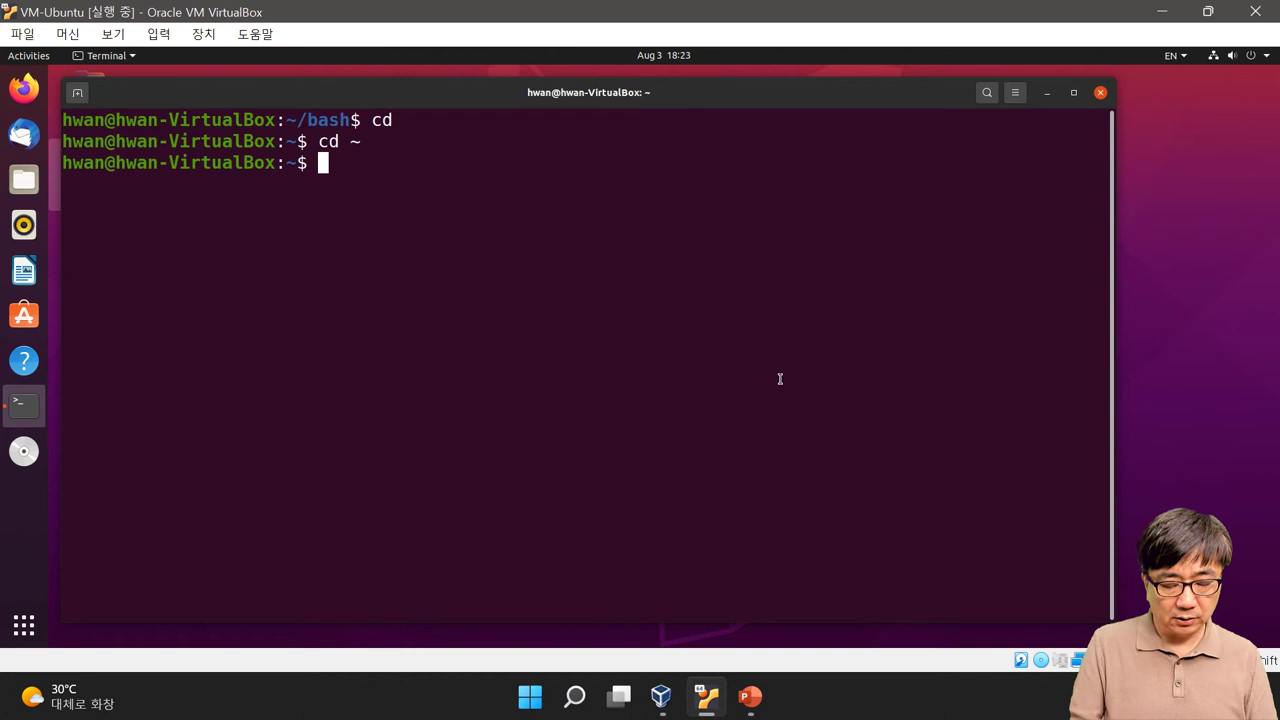 VM-Ubuntu [실행 중] - Oracle VM VirtualBox
파일 머신 보기 입력 장치 도움말
Activities Terminal Aug 3 18:23 EN
hwan@hwan-VirtualBox: ~
hwan@hwan-VirtualBox:~/bash$ cd
hwan@hwan-VirtualBox:~$ cd ~
hwan@hwan-VirtualBox:~$
30°C
대체로 화창